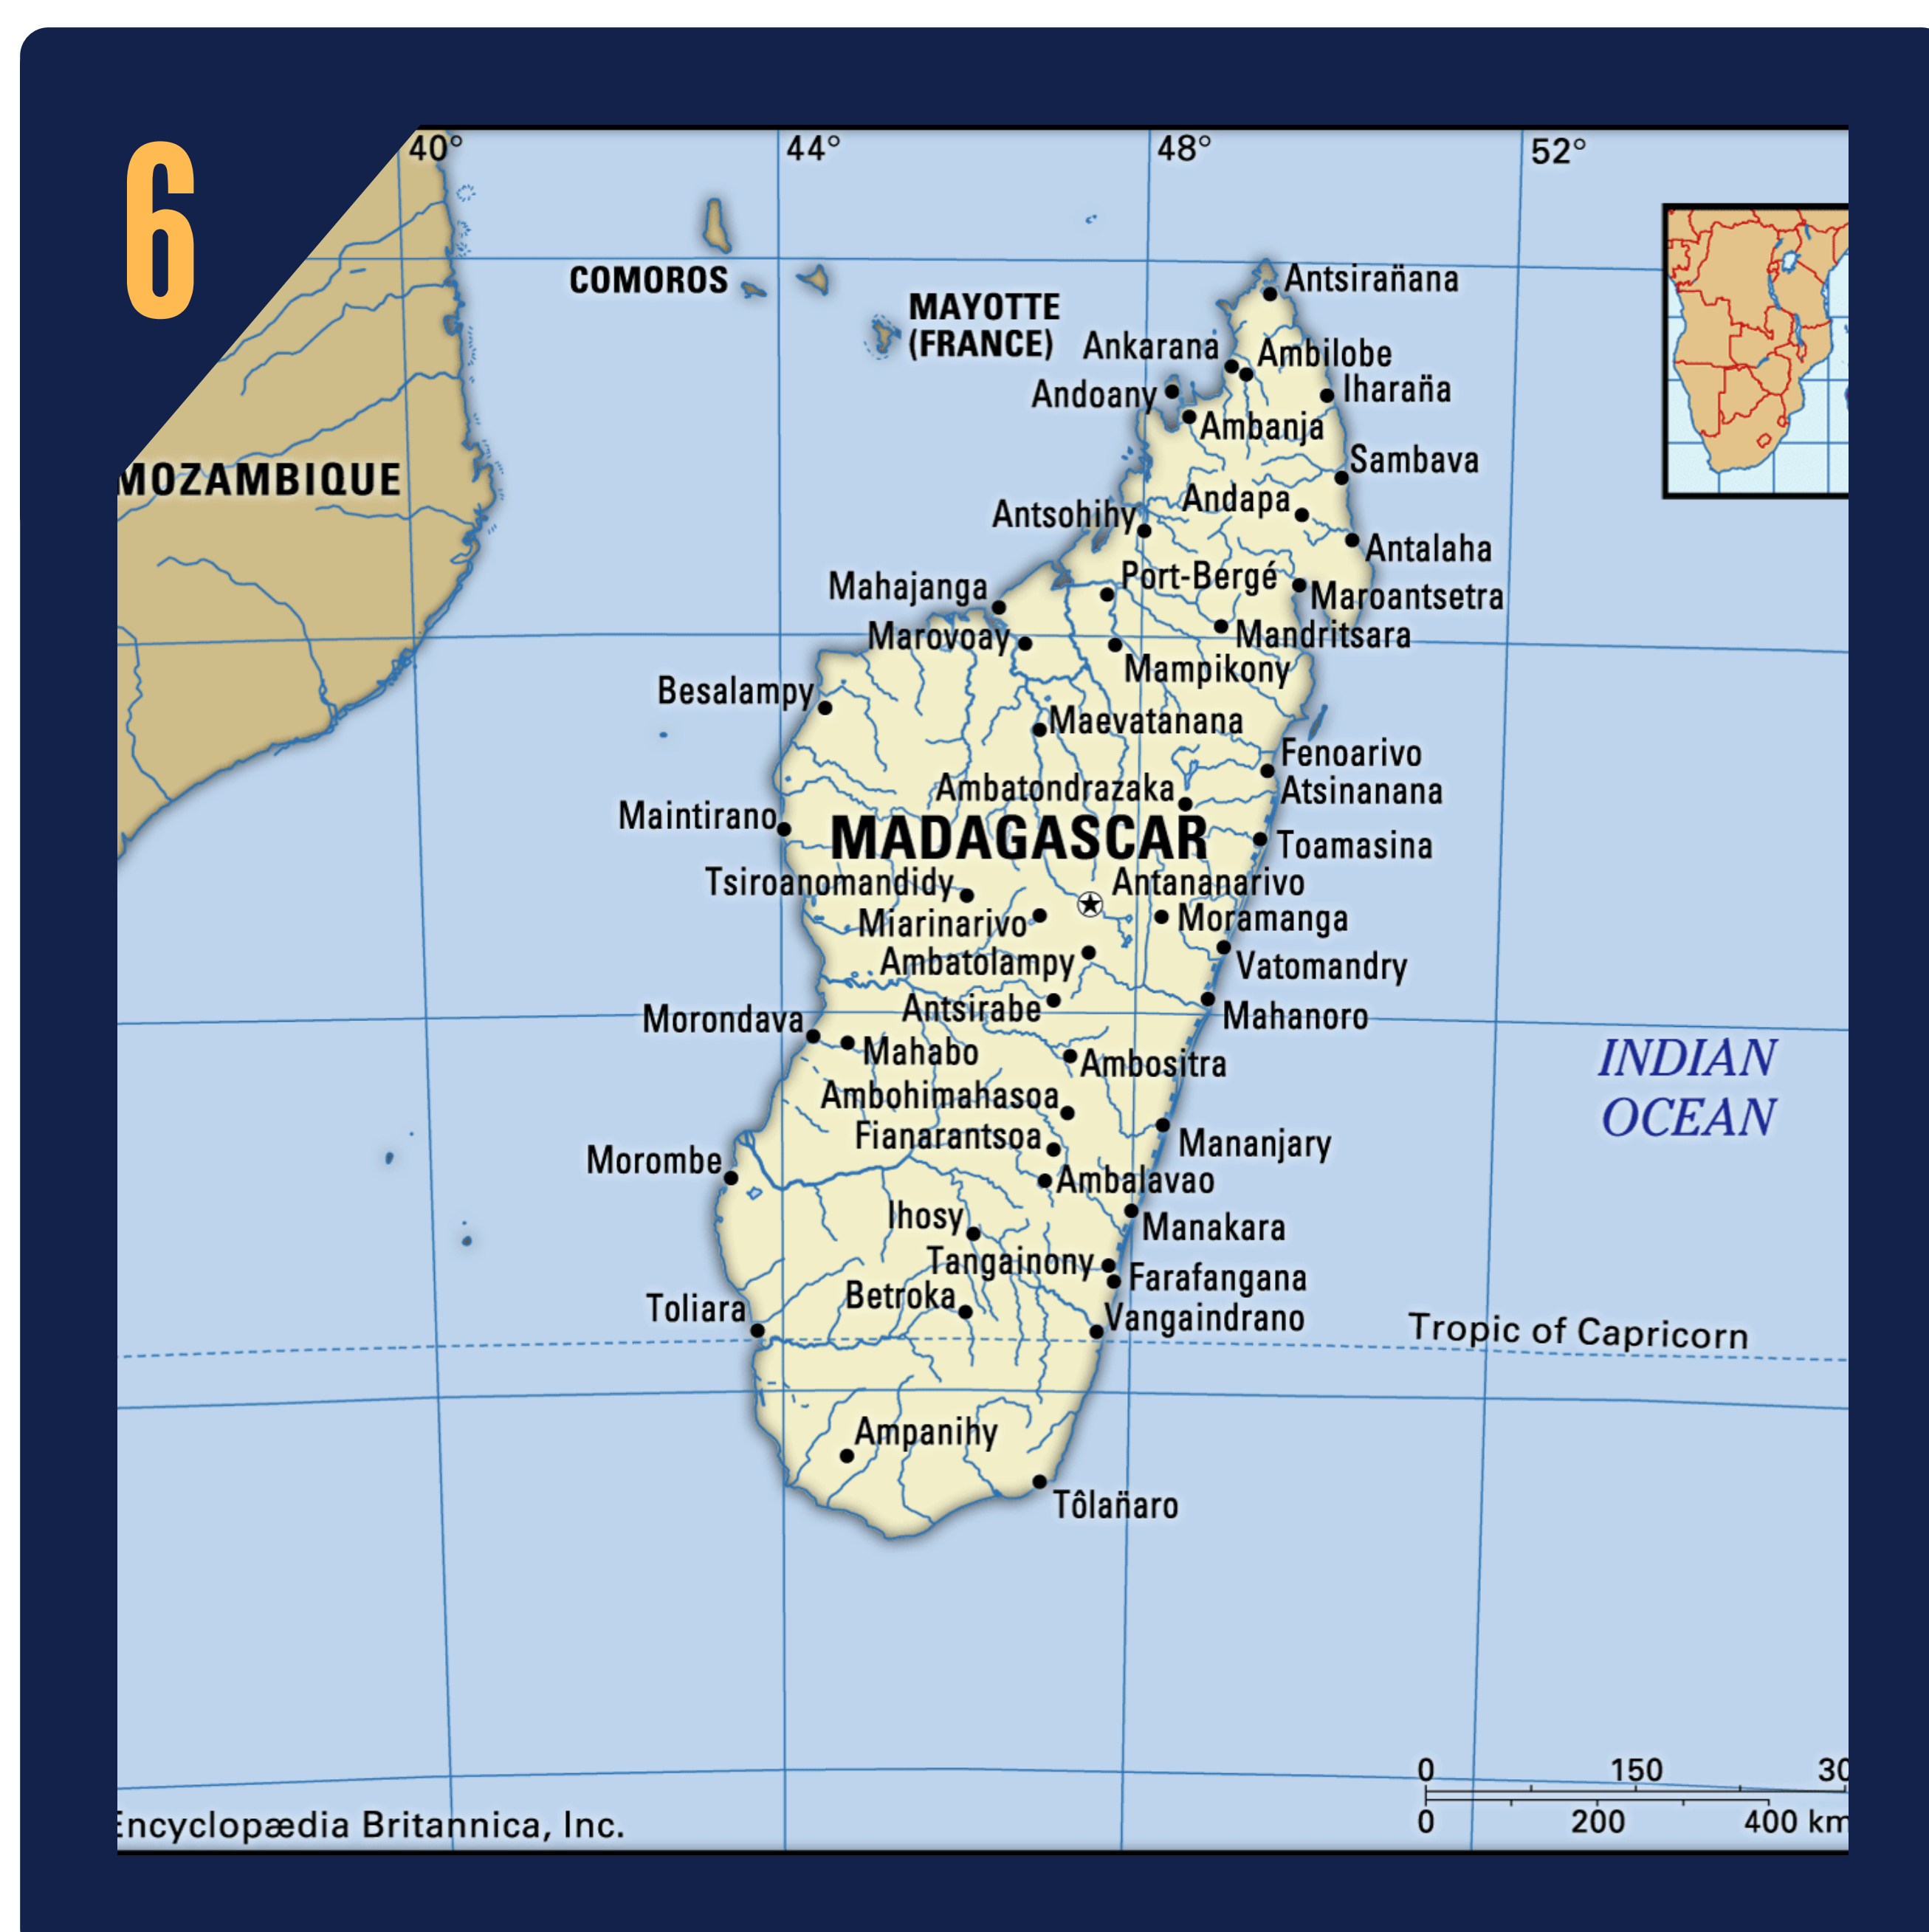 6
40°
44°
48°
52°
COMOROS
MAYOTTE
(FRANCE)
Antsirañana
Ankarana
Ambilobe
Andoany
Iharaña
Ambanja
MOZAMBIQUE
Sambava
Andapa
Antsohihy
Antalaha
Port-Bergé
Mahajanga
Maroantsetra
Marovoay
Mandritsara
Mampikony
Besalampy
Maevatanana
Fenoarivo
Atsinanana
Ambatondrazaka
Maintirano
MADAGASCAR
Toamasina
Tsiroanomandidy
Antananarivo
Miarinarivo
Moramanga
Ambatolampy
Vatomandry
Antsirabe
Mahanoro
Morondava
Mahabo
Ambositra
INDIAN
OCEAN
Ambohimahasoa
Fianarantsoa
Mananjary
Morombe
Ambalavao
Ihosy
Manakara
Tangainony
Farafangana
Betroka
Toliara
Vangaindrano
Tropic of Capricorn
Ampanihy
Tôlañaro
0 150 30
0 200 400 km
Encyclopædia Britannica, Inc.